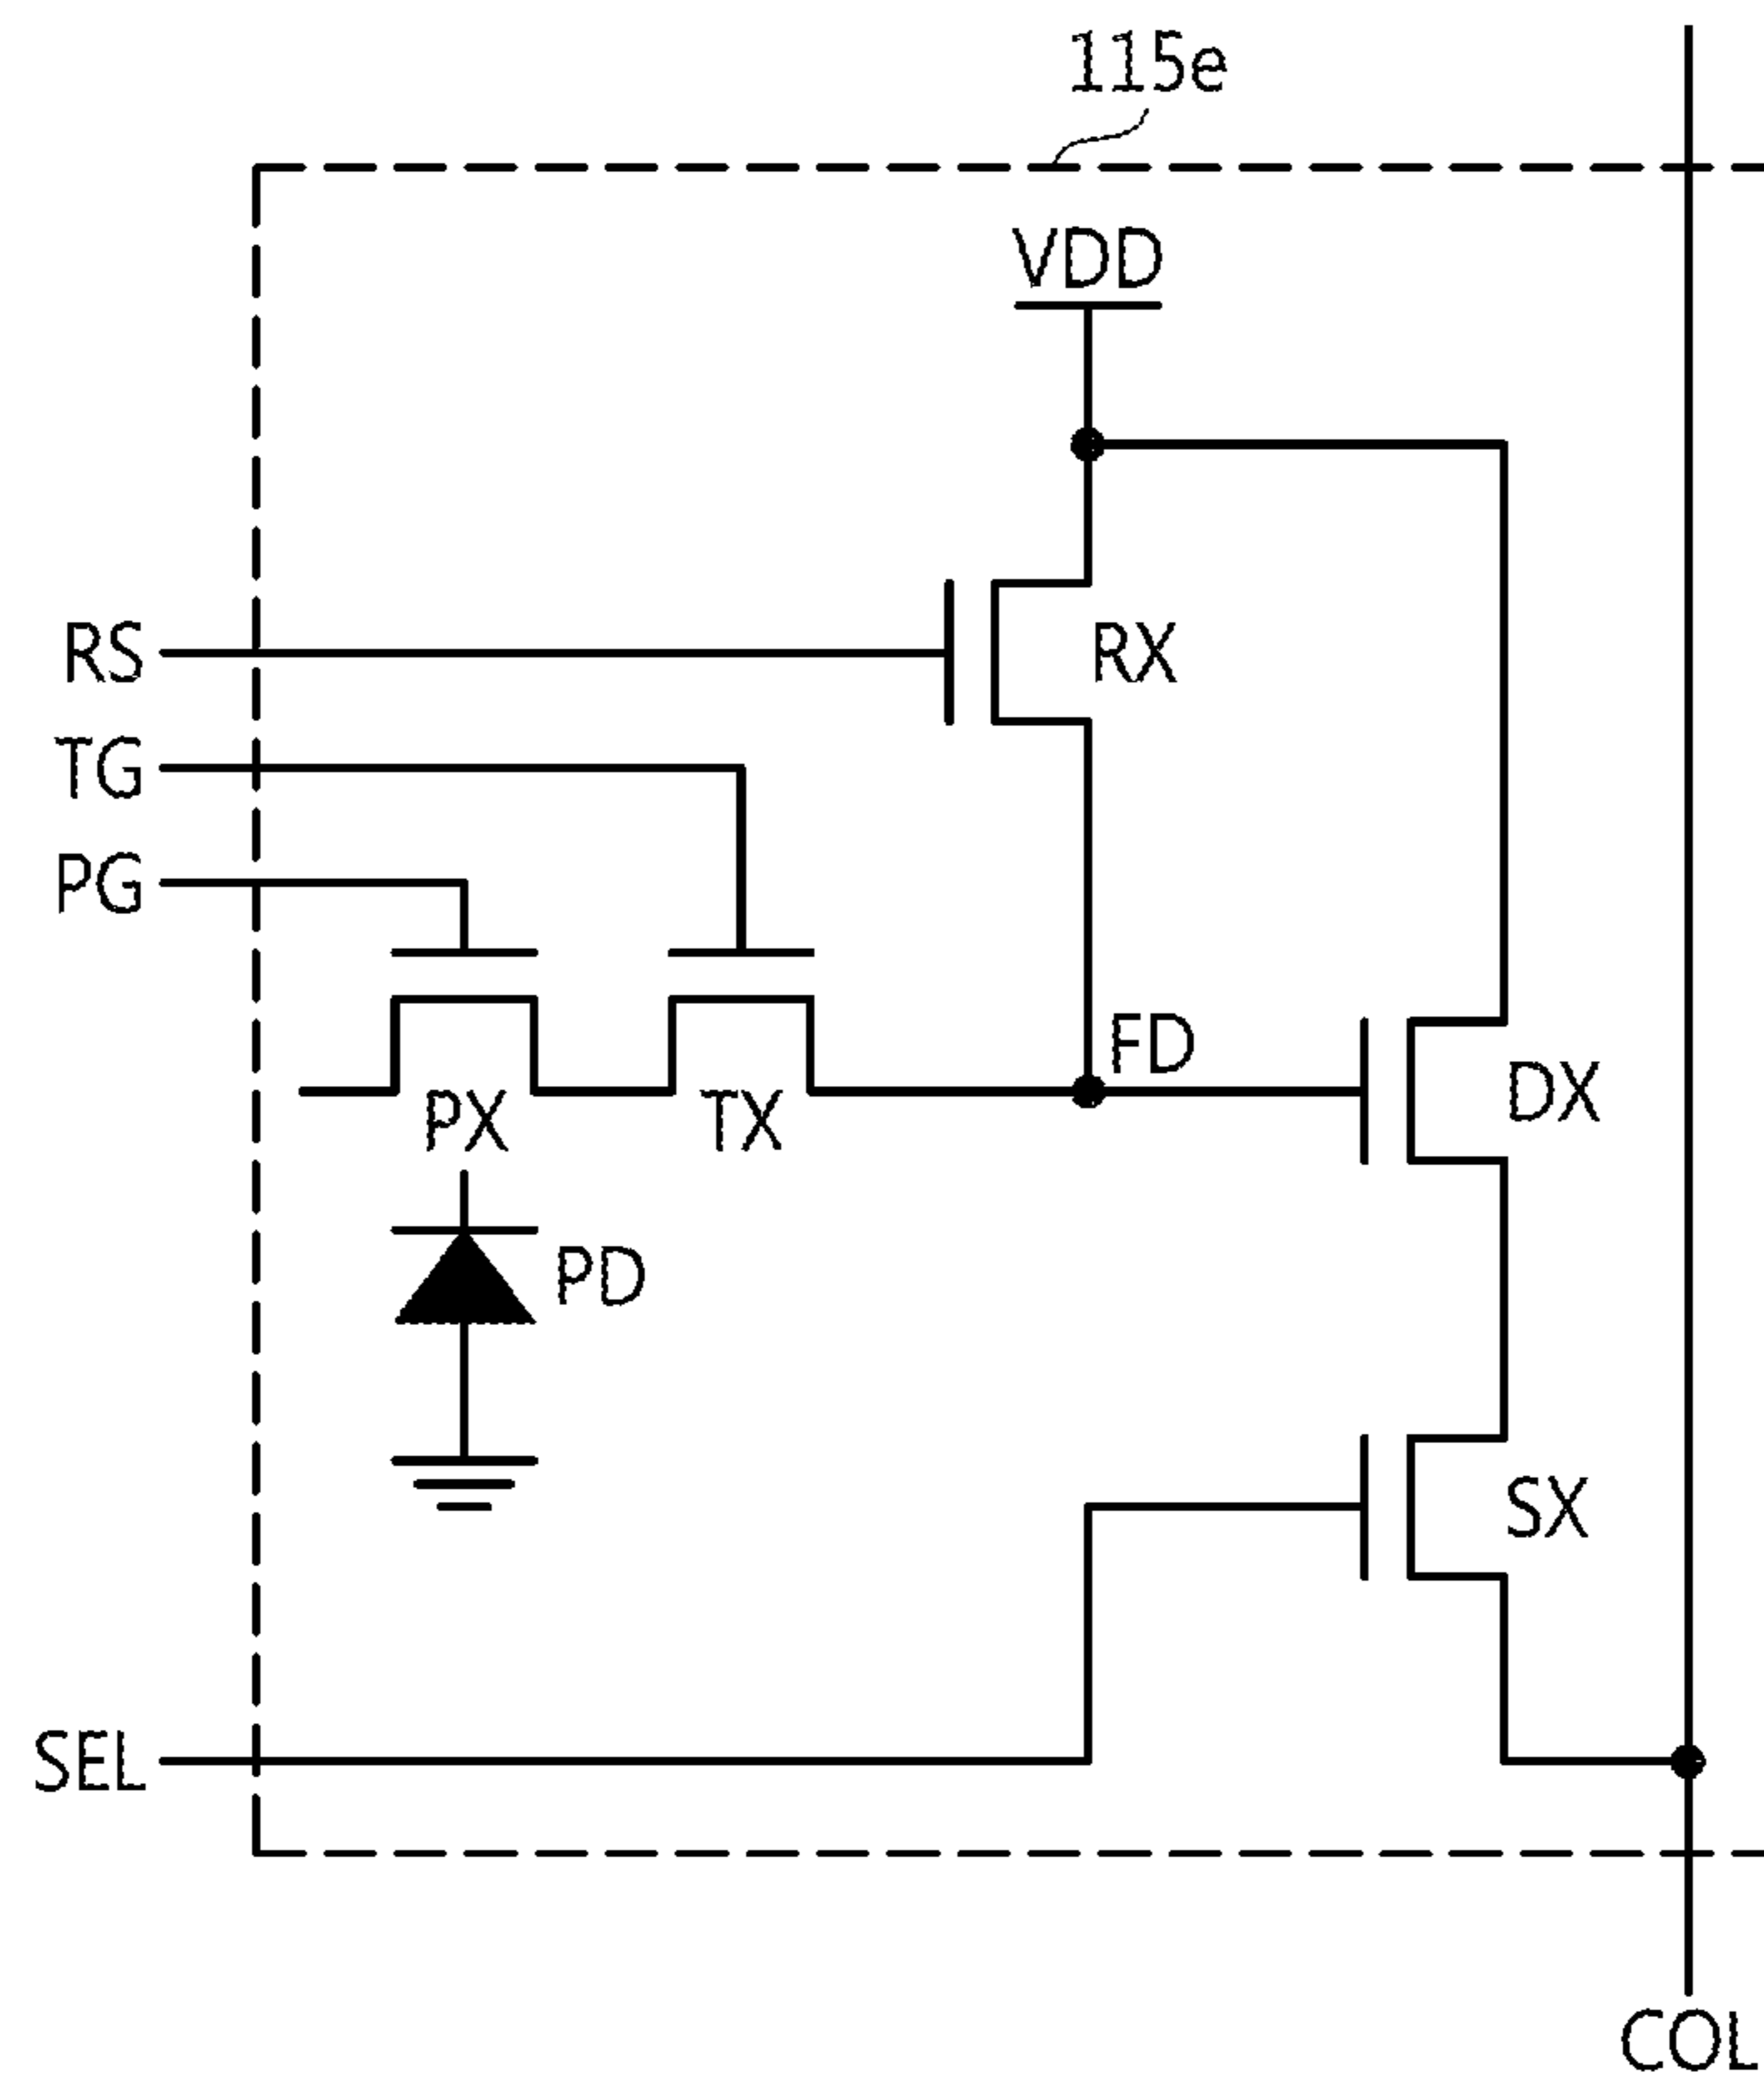 115e
VDD
RS
RX
TG
PG
FD
DX
PX
TX
PD
SX
SEL
COL